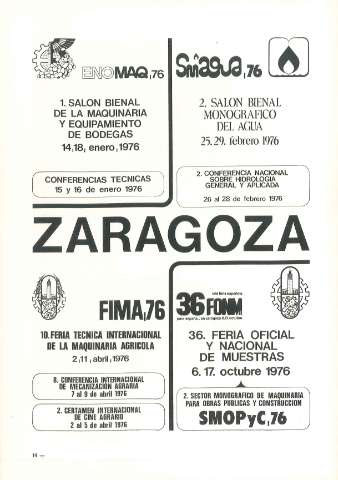 ENOMAQ,76
1. SALON BIENAL
DE LA MAQUINARIA
Y EQUIPAMIENTO
DE BODEGAS
14,18, enero, 1976
CONFERENCIAS TECNICAS
15 y 16 de enero 1976
Smagua,76
2. SALON BIENAL
MONOGRAFICO
DEL AGUA
25,29. febrero 1976
2. CONFERENCIA NACIONAL
SOBRE HIDROLOGIA
GENERAL Y APLICADA
26 al 28 de febrero 1976
ZARAGOZA
FIMA,76
10. FERIA TECNICA INTERNACIONAL
DE LA MAQUINARIA AGRICOLA
2,11, abril, 1976
8. CONFERENCIA INTERNACIONAL
DE MECANIZACION AGRARIA
7 al 9 de abril 1976
2. CERTAMEN INTERNACIONAL
DE CINE AGRARIO
2 al 5 de abril 1976
36 FONM
36. FERIA OFICIAL
Y NACIONAL
DE MUESTRAS
6. 17. octubre 1976
2. SECTOR MONOGRAFICO DE MAQUINARIA
PARA OBRAS PUBLICAS Y CONSTRUCCION
SMOPyC,76